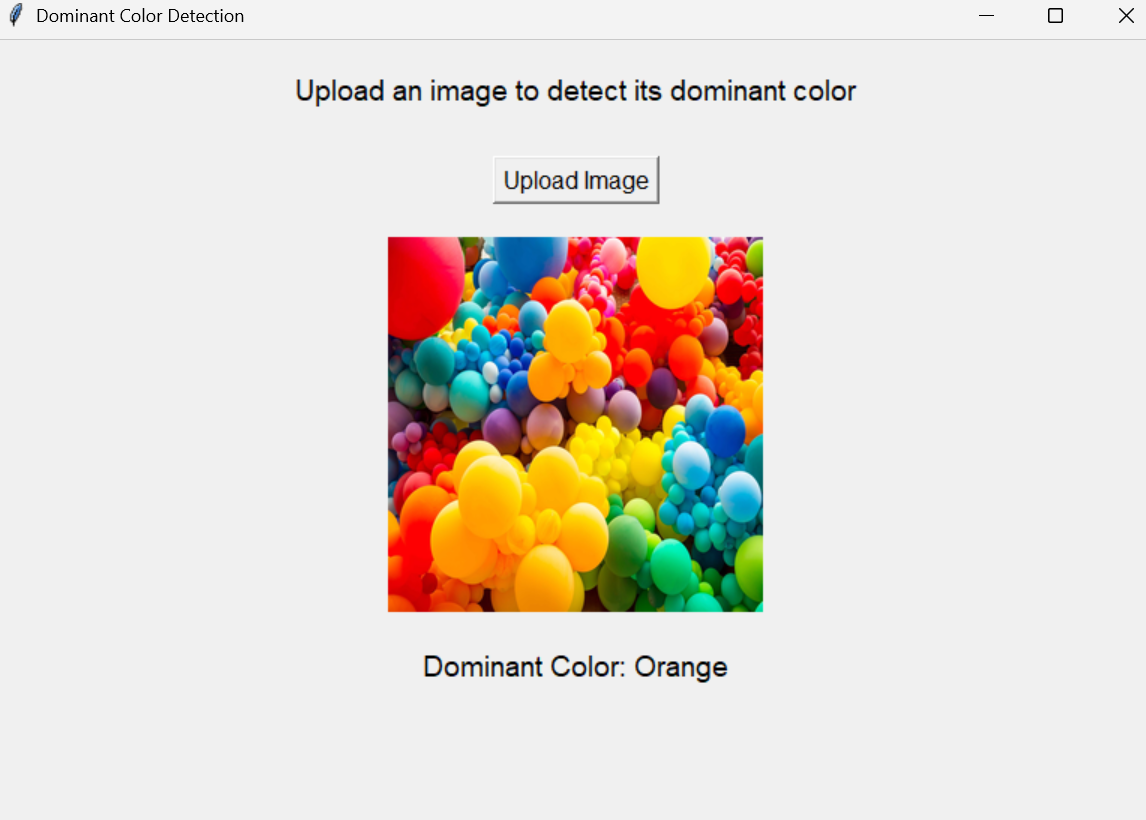 Dominant Color Detection
Upload an image to detect its dominant color
Upload Image
Dominant Color: Orange